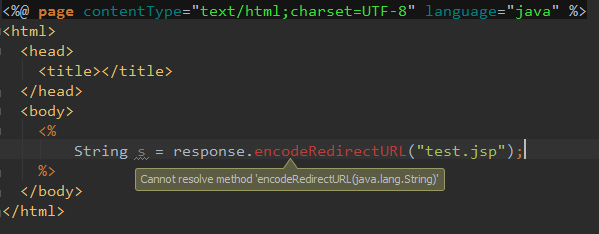 <%@ page contentType="text/html;charset=UTF-8" language="java" %>
<html>
<head>
<title></title>
</head>
<body>
<%
String s = response.encodeRedirectURL("test.jsp");
%>
Cannot resolve method 'encodeRedirectURL(java.lang.String)'
</body>
</html>